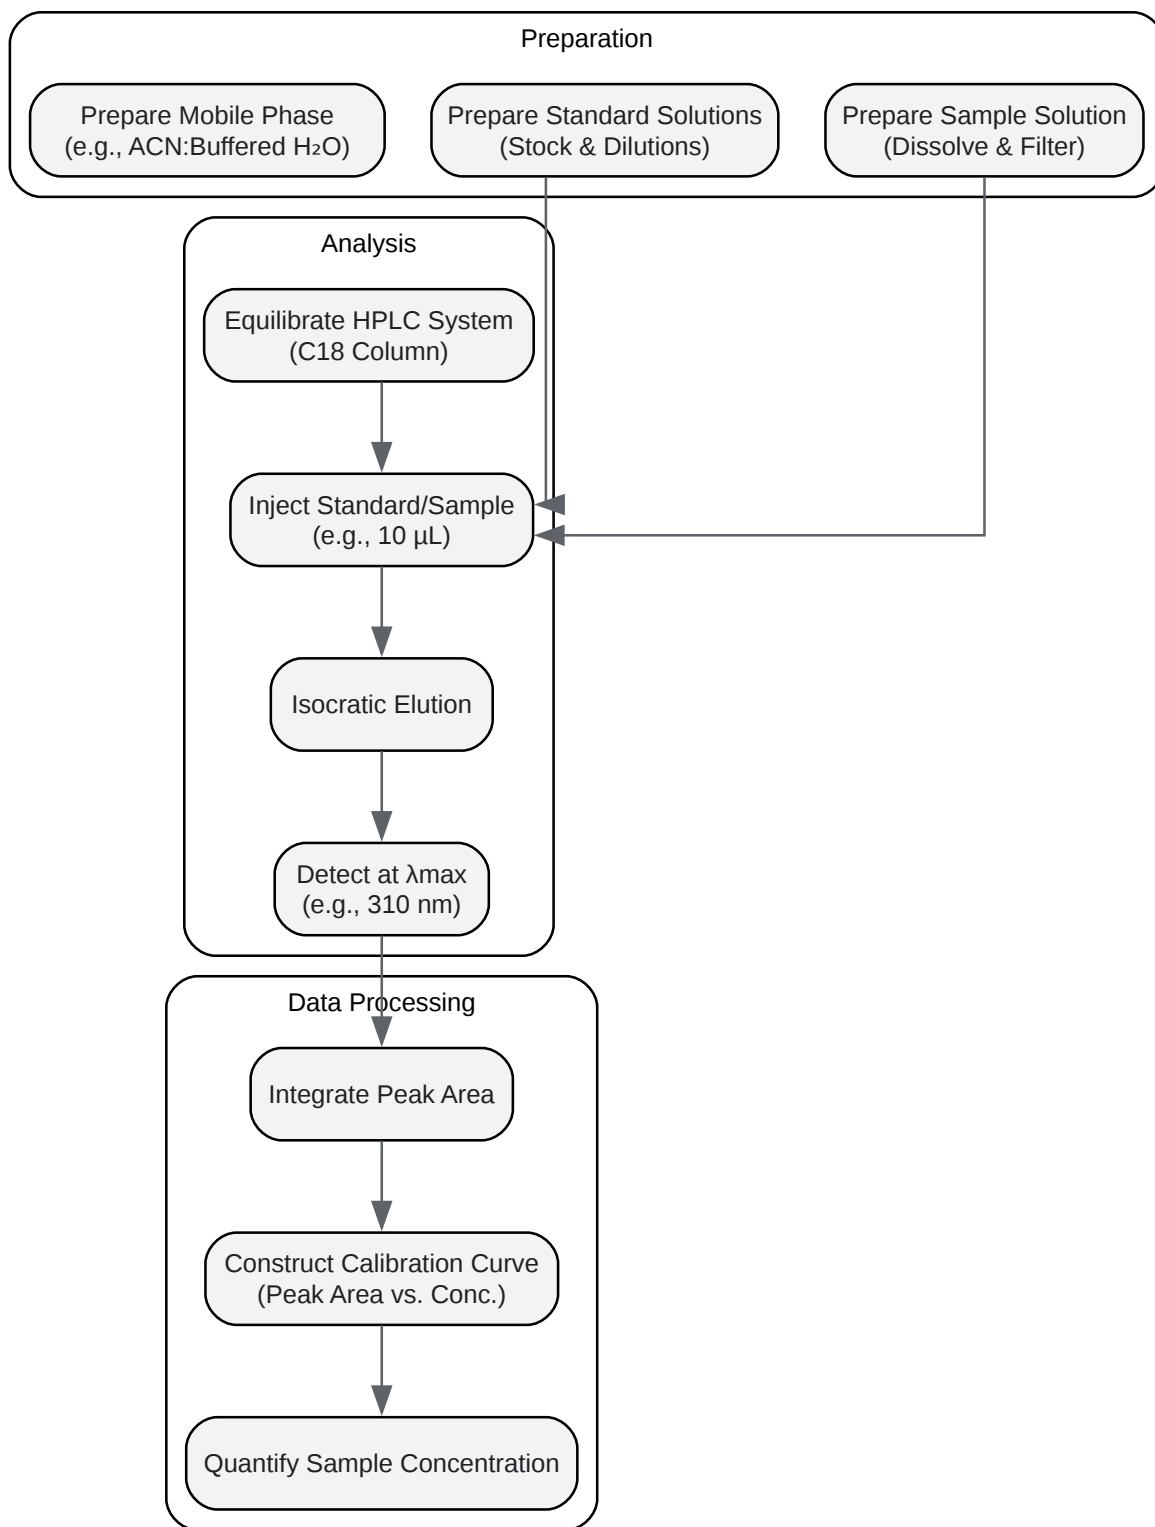 Preparation
Prepare Mobile Phase
(e.g., ACN:Buffered H₂O)
Prepare Standard Solutions
(Stock & Dilutions)
Prepare Sample Solution
(Dissolve & Filter)
Analysis
Equilibrate HPLC System
(C18 Column)
Inject Standard/Sample
(e.g., 10 µL)
Isocratic Elution
Detect at λmax
(e.g., 310 nm)
Data Processing
Integrate Peak Area
Construct Calibration Curve
(Peak Area vs. Conc.)
Quantify Sample Concentration